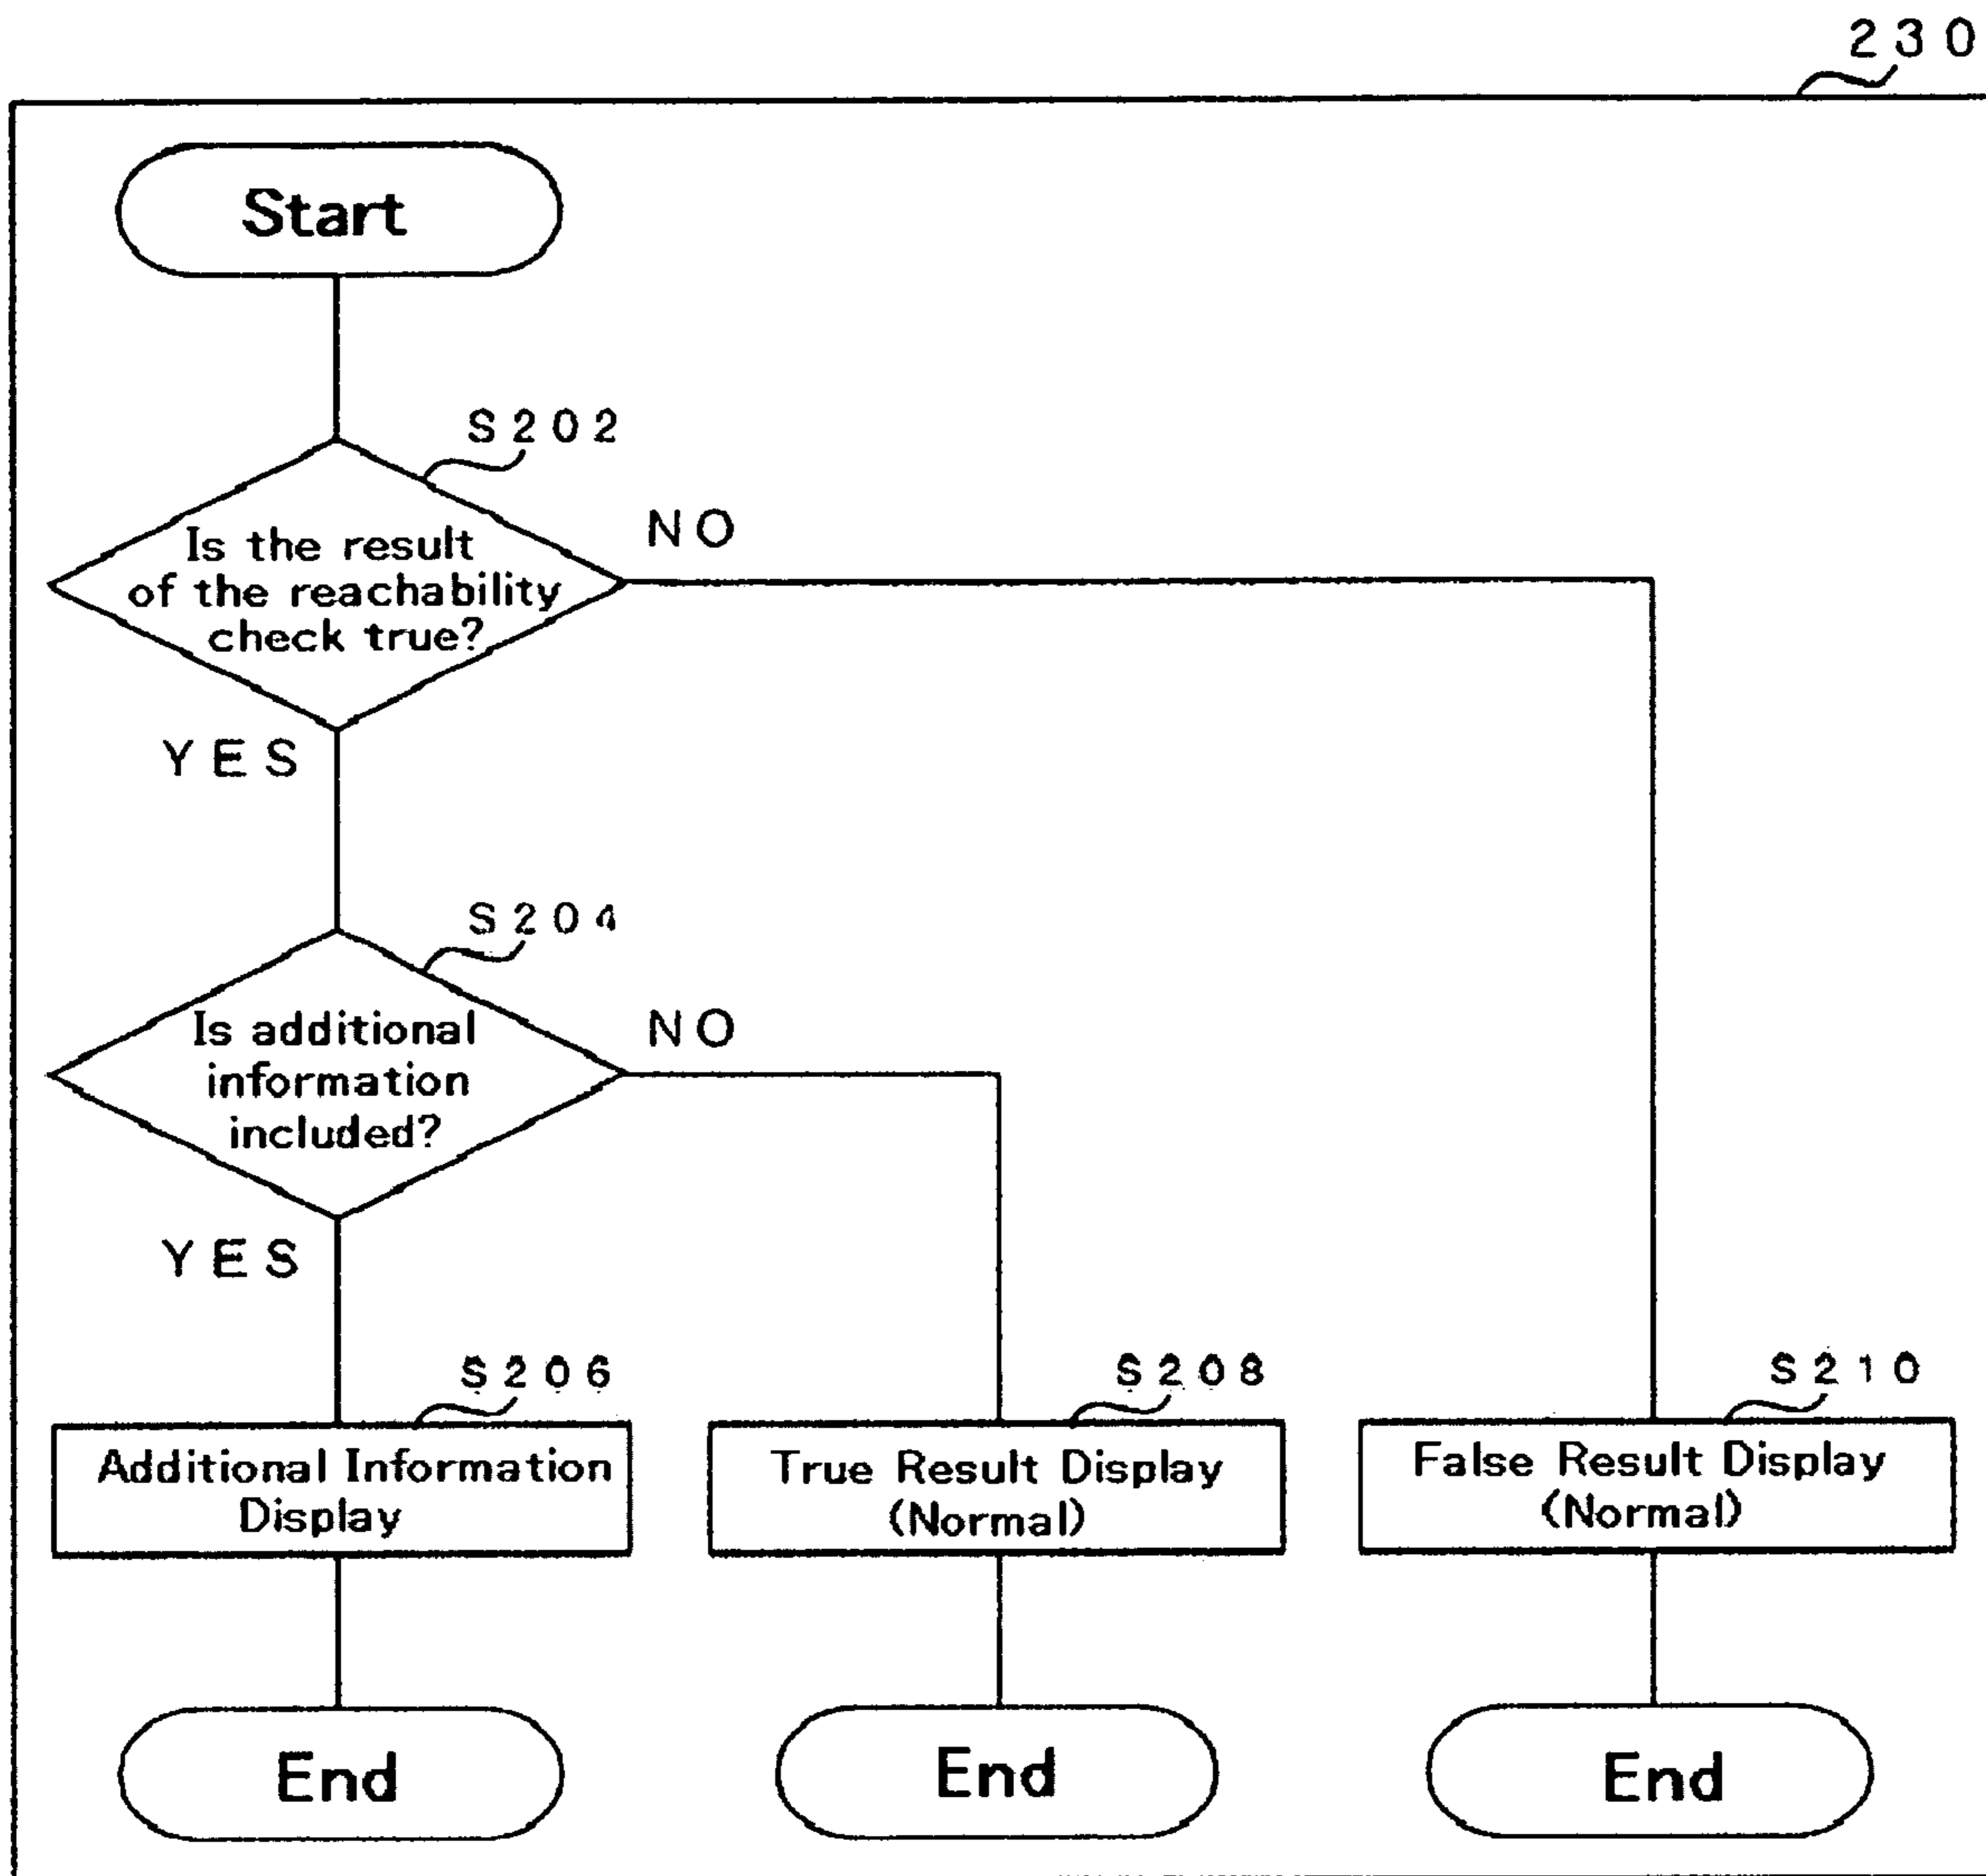 230
Start
S202
Is the result
of the reachability
check true?
NO
YES
S204
Is additional
information
included?
NO
YES
S206
Additional Information
Display
S208
True Result Display
(Normal)
S210
False Result Display
(Normal)
End
End
End